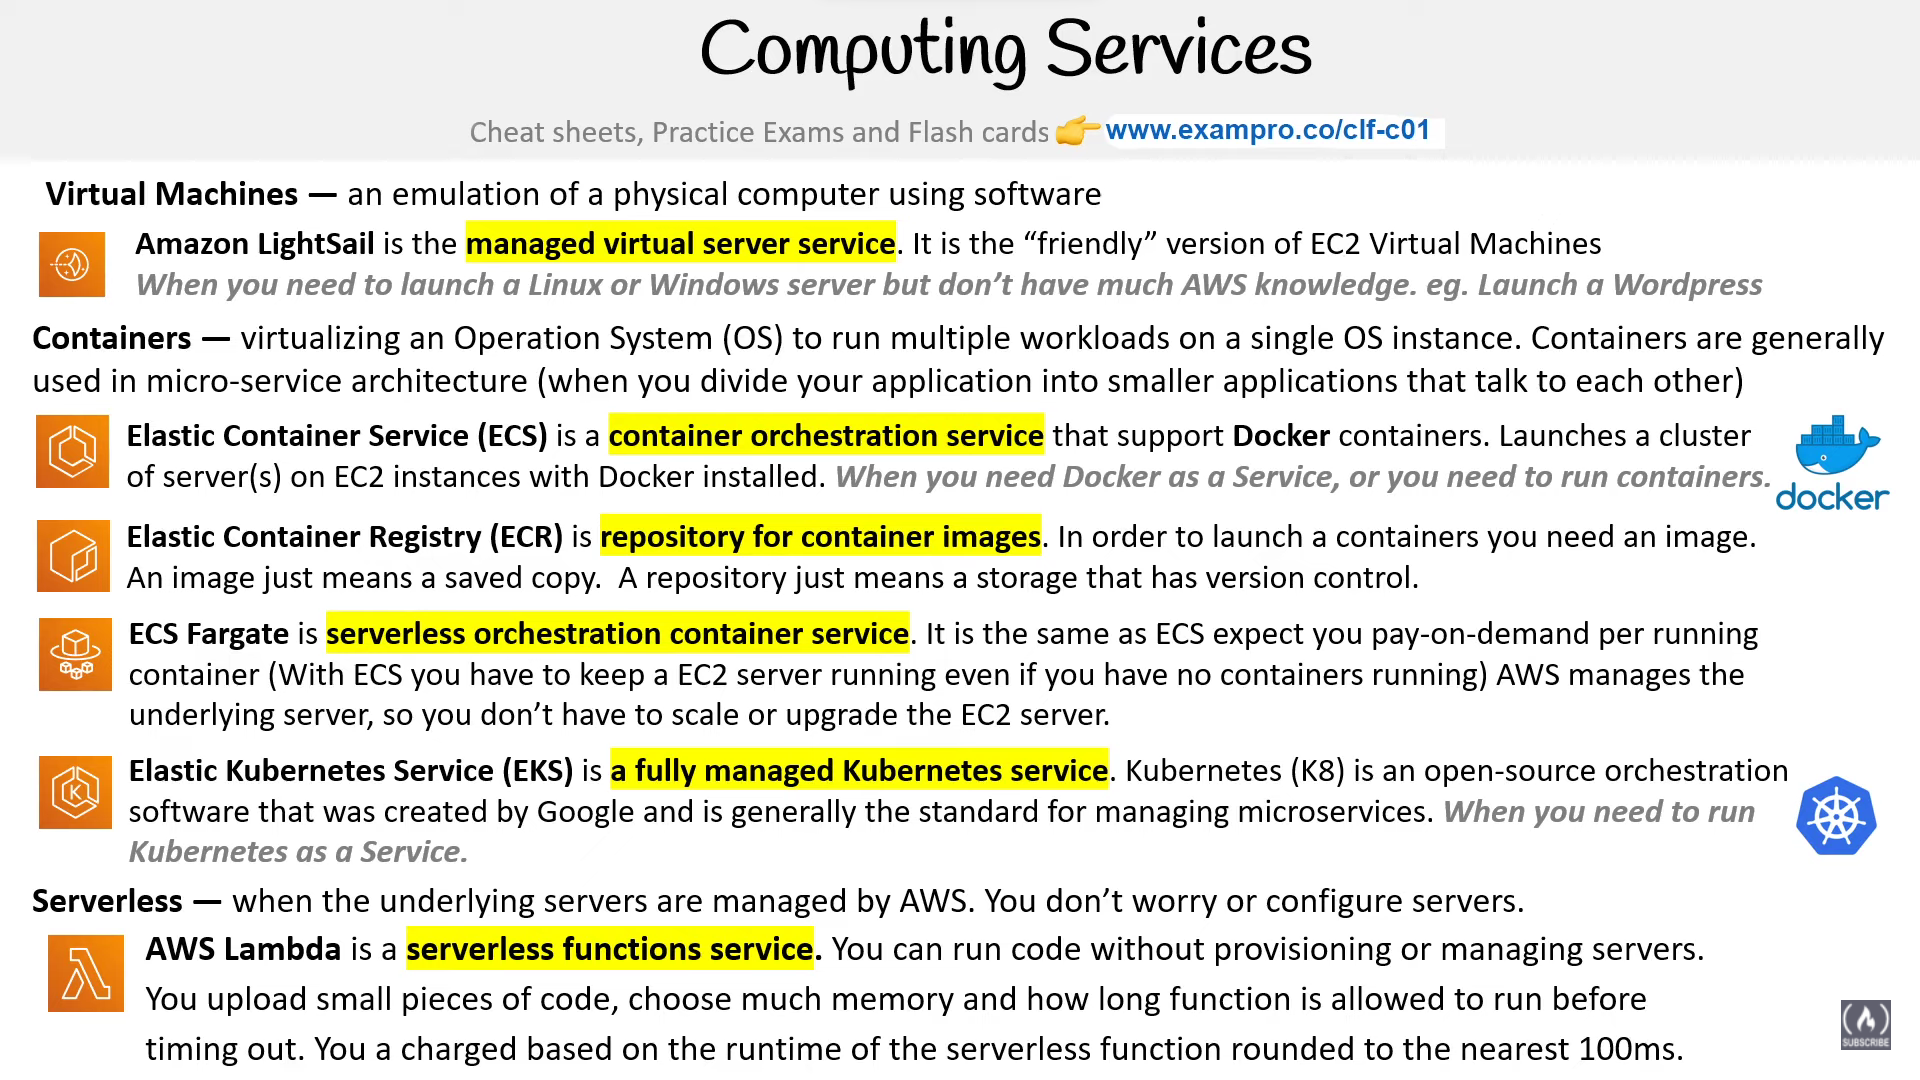 Computing Services
Cheat sheets, Practice Exams and Flash cards 👉 www.exampro.co/clf-c01
Virtual Machines — an emulation of a physical computer using software
Amazon LightSail is the managed virtual server service. It is the “friendly” version of EC2 Virtual Machines
When you need to launch a Linux or Windows server but don’t have much AWS knowledge. eg. Launch a Wordpress
Containers — virtualizing an Operation System (OS) to run multiple workloads on a single OS instance. Containers are generally
used in micro-service architecture (when you divide your application into smaller applications that talk to each other)
Elastic Container Service (ECS) is a container orchestration service that support Docker containers. Launches a cluster
of server(s) on EC2 instances with Docker installed. When you need Docker as a Service, or you need to run containers.
docker
Elastic Container Registry (ECR) is repository for container images. In order to launch a containers you need an image.
An image just means a saved copy.  A repository just means a storage that has version control.
ECS Fargate is serverless orchestration container service. It is the same as ECS expect you pay-on-demand per running
container (With ECS you have to keep a EC2 server running even if you have no containers running) AWS manages the
underlying server, so you don’t have to scale or upgrade the EC2 server.
Elastic Kubernetes Service (EKS) is a fully managed Kubernetes service. Kubernetes (K8) is an open-source orchestration
software that was created by Google and is generally the standard for managing microservices. When you need to run
Kubernetes as a Service.
Serverless — when the underlying servers are managed by AWS. You don’t worry or configure servers.
AWS Lambda is a serverless functions service. You can run code without provisioning or managing servers.
You upload small pieces of code, choose much memory and how long function is allowed to run before
timing out. You a charged based on the runtime of the serverless function rounded to the nearest 100ms.
SUBSCRIBE